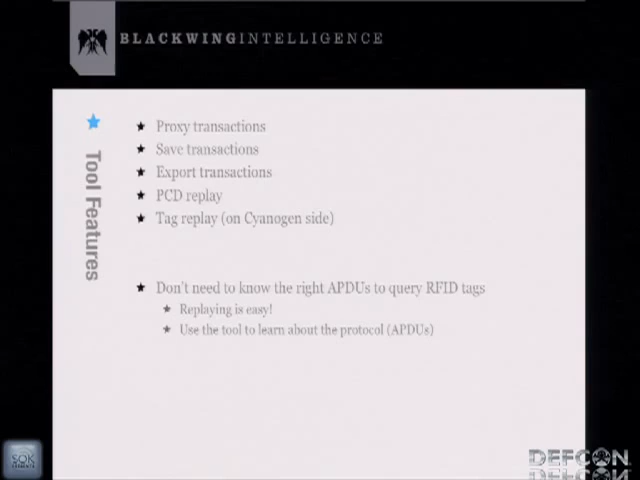 BLACKWINGINTELLIGENCE
Tool Features
Proxy transactions
Save transactions
Export transactions
PCD replay
Tag replay (on Cyanogen side)
Don't need to know the right APDUs to query RFID tags
Replaying is easy!
Use the tool to learn about the protocol (APDUs)
SOK
DEFCON